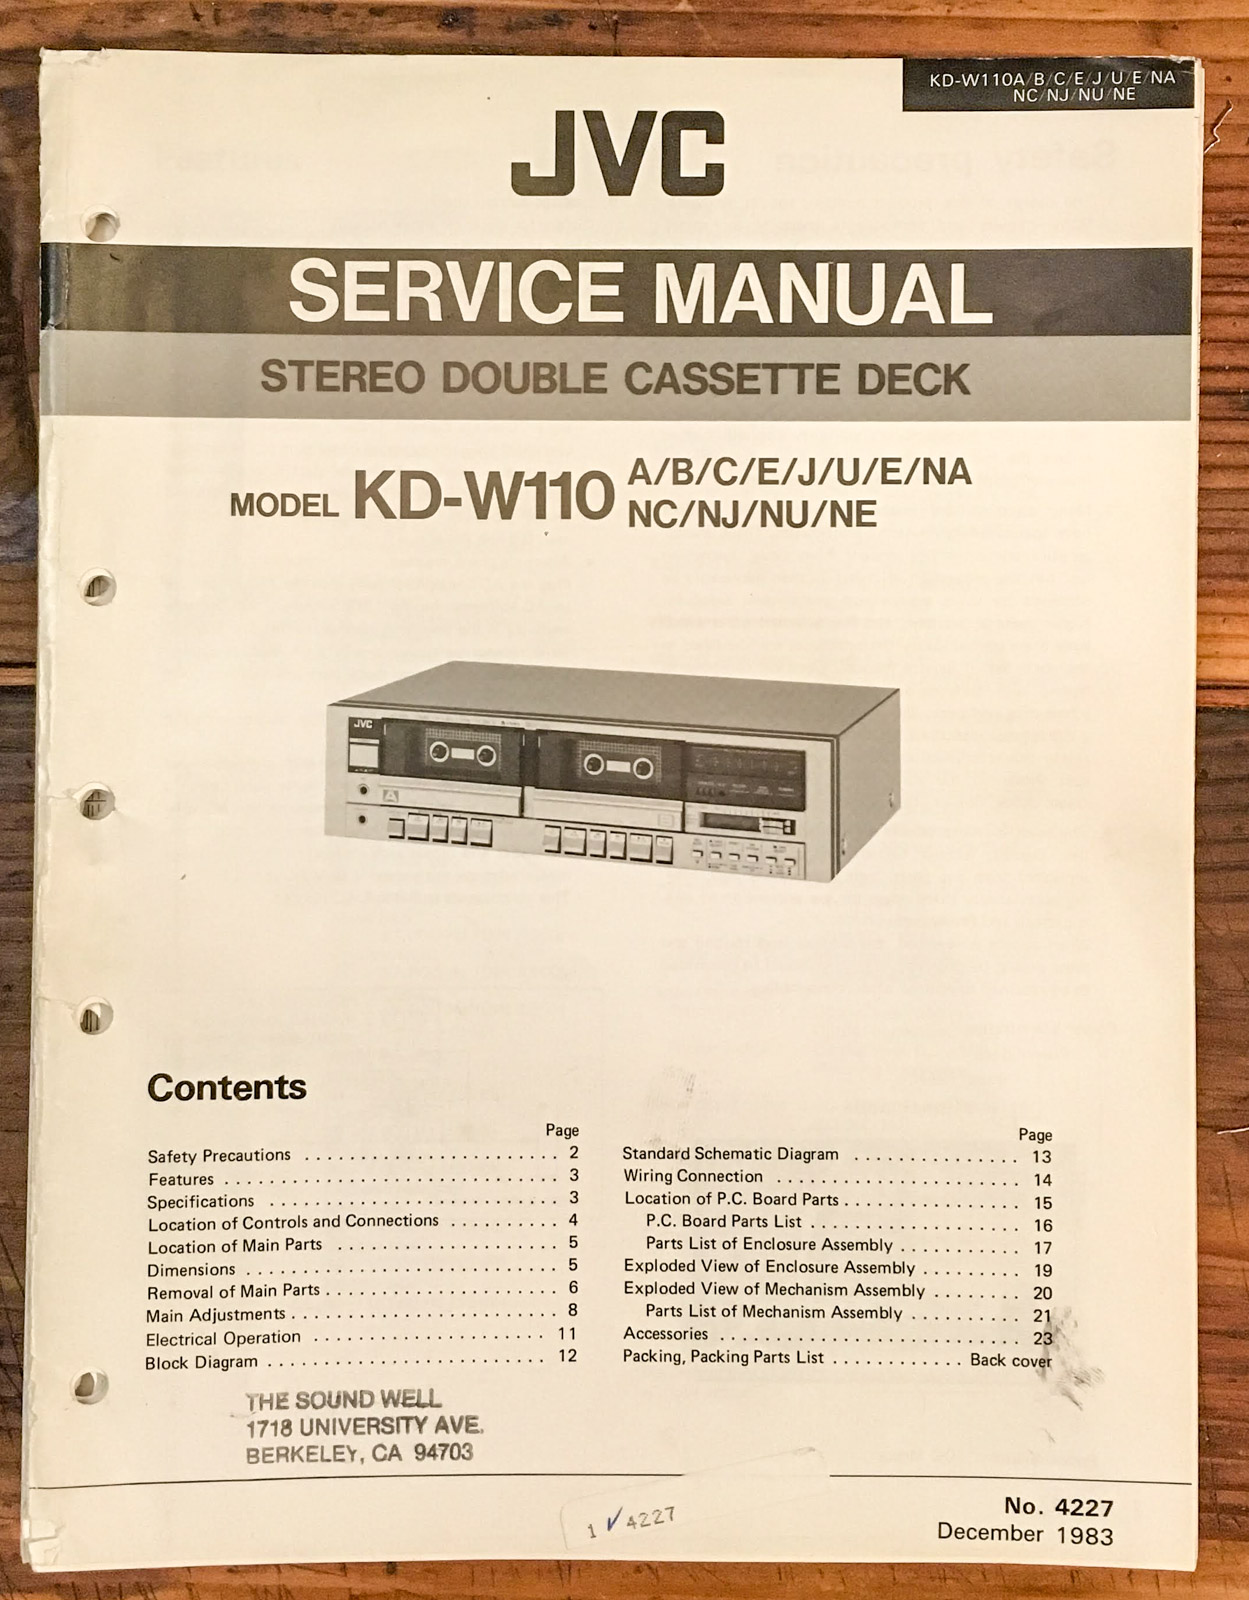 KD-W110A/B/C/E/J/U/E/NA
NC/NJ/NU/NE
JVC
SERVICE MANUAL
STEREO DOUBLE CASSETTE DECK
MODEL KD-W110 A/B/C/E/J/U/E/NA
NC/NJ/NU/NE
JVC
A
Contents
Page
Safety Precautions . . . . . . . . . . . . . . . . . . . . . . . 2
Features . . . . . . . . . . . . . . . . . . . . . . . . . . . . . . 3
Specifications . . . . . . . . . . . . . . . . . . . . . . . . . . 3
Location of Controls and Connections . . . . . . . . . . 4
Location of Main Parts . . . . . . . . . . . . . . . . . . . . 5
Dimensions . . . . . . . . . . . . . . . . . . . . . . . . . . . . 5
Removal of Main Parts . . . . . . . . . . . . . . . . . . . . . 6
Main Adjustments . . . . . . . . . . . . . . . . . . . . . . . . 8
Electrical Operation . . . . . . . . . . . . . . . . . . . . . 11
Block Diagram . . . . . . . . . . . . . . . . . . . . . . . . . 12
Page
Standard Schematic Diagram . . . . . . . . . . . . . . . 13
Wiring Connection . . . . . . . . . . . . . . . . . . . . . . 14
Location of P.C. Board Parts . . . . . . . . . . . . . . . . 15
P.C. Board Parts List . . . . . . . . . . . . . . . . . . . 16
Parts List of Enclosure Assembly . . . . . . . . . . . 17
Exploded View of Enclosure Assembly . . . . . . . . . 19
Exploded View of Mechanism Assembly . . . . . . . . 20
Parts List of Mechanism Assembly . . . . . . . . . . 21
Accessories . . . . . . . . . . . . . . . . . . . . . . . . . . . 23
Packing, Packing Parts List . . . . . . . . . . . . Back cover
THE SOUND WELL
1718 UNIVERSITY AVE.
BERKELEY, CA 94703
1 ✓ 4227
No. 4227
December 1983